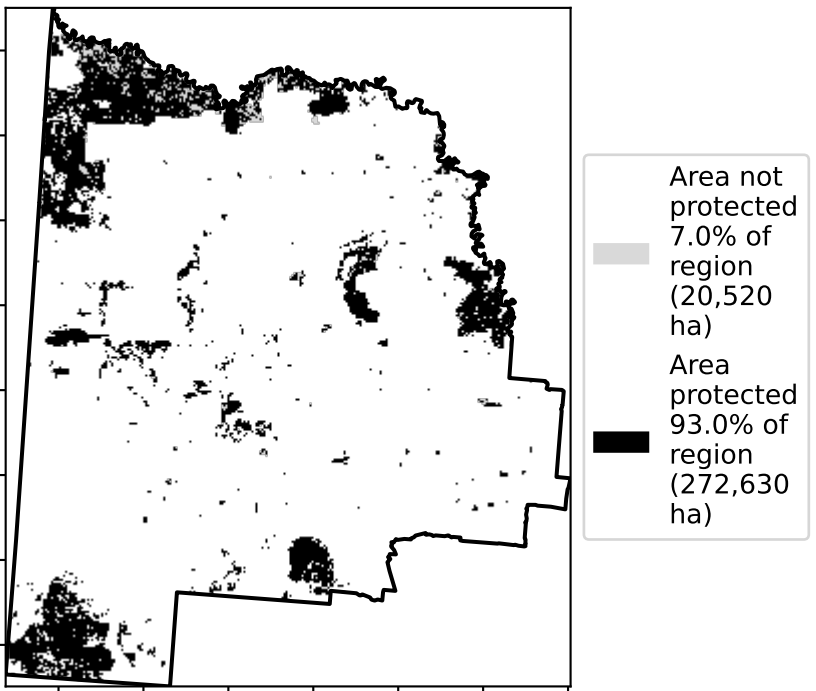 Area not
protected
7.0% of
region
(20,520
ha)
Area
protected
93.0% of
region
(272,630
ha)